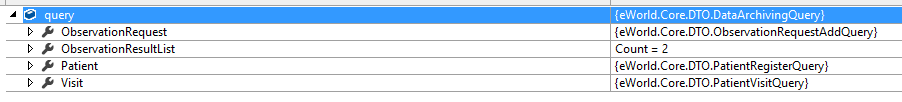 query {eWorld.Core.DTO.DataArchivingQuery}
ObservationRequest {eWorld.Core.DTO.ObservationRequestAddQuery}
ObservationResultList Count = 2
Patient {eWorld.Core.DTO.PatientRegisterQuery}
Visit {eWorld.Core.DTO.PatientVisitQuery}